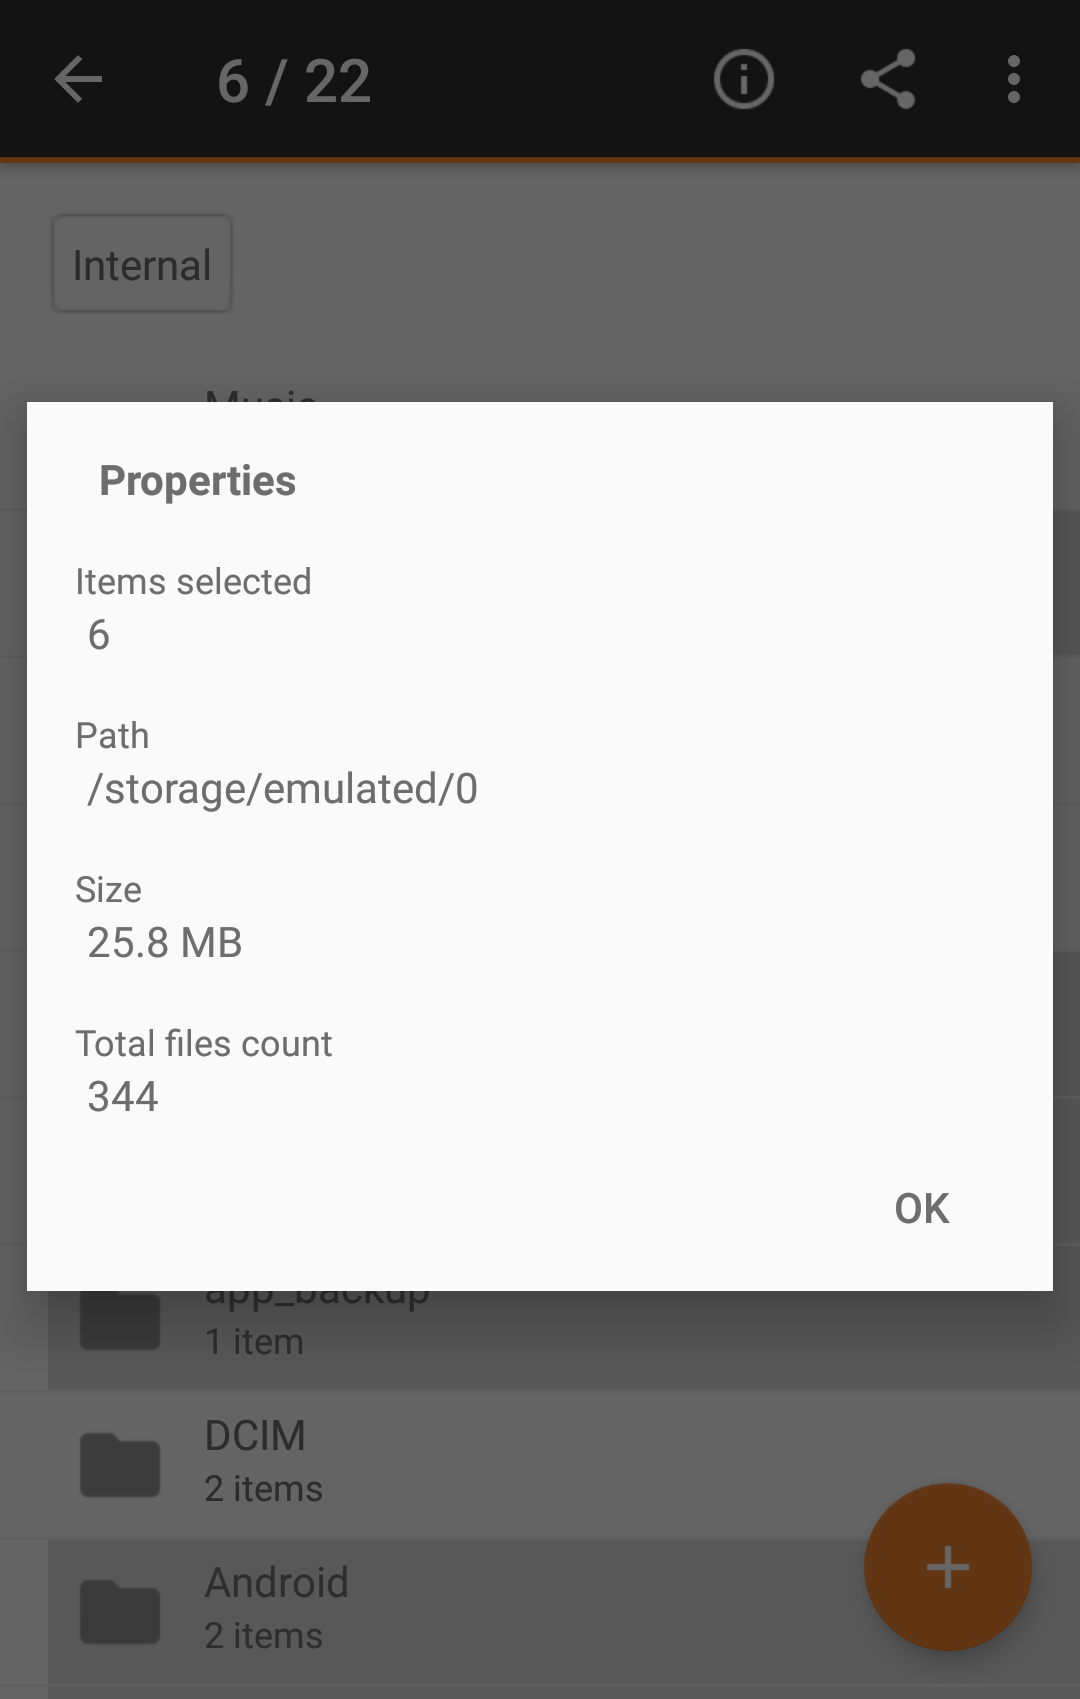 6 / 22
Internal
Music
Properties
Items selected
6
Path
/storage/emulated/0
Size
25.8 MB
Total files count
344
OK
app_backup
1 item
DCIM
2 items
Android
2 items